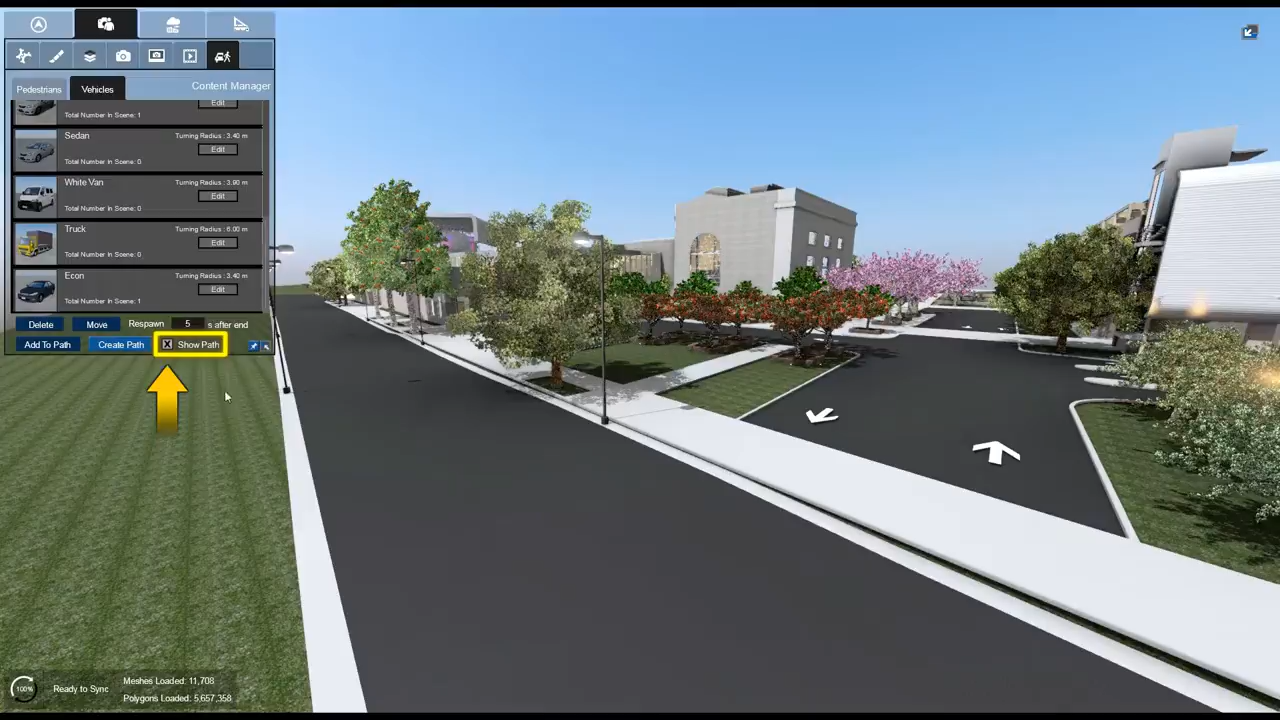 Pedestrians Vehicles Content Manager
Edit
Total Number In Scene: 1
Sedan Turning Radius : 3.40 m
Edit
Total Number In Scene: 0
White Van Turning Radius : 3.90 m
Edit
Total Number In Scene: 0
Truck Turning Radius : 6.00 m
Edit
Total Number In Scene: 0
Econ Turning Radius : 3.40 m
Edit
Total Number In Scene: 1
Delete Move Respawn 5 s after end
Add To Path Create Path X Show Path
100% Ready to Sync
Meshes Loaded: 11,708
Polygons Loaded: 5,657,358